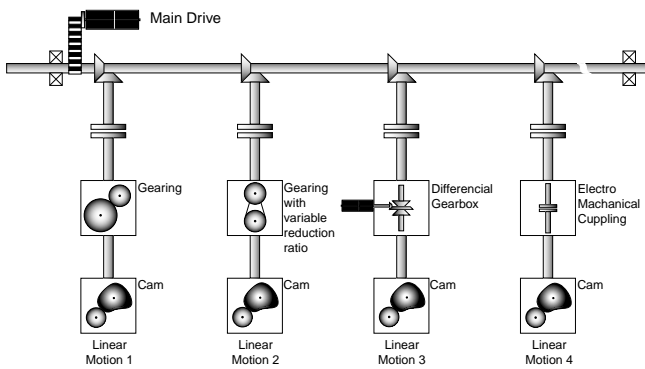 Main Drive
Gearing
Gearing
with
variable
reduction
ratio
Differencial
Gearbox
Electro
Machanical
Cuppling
Cam
Cam
Cam
Cam
Linear
Motion 1
Linear
Motion 2
Linear
Motion 3
Linear
Motion 4